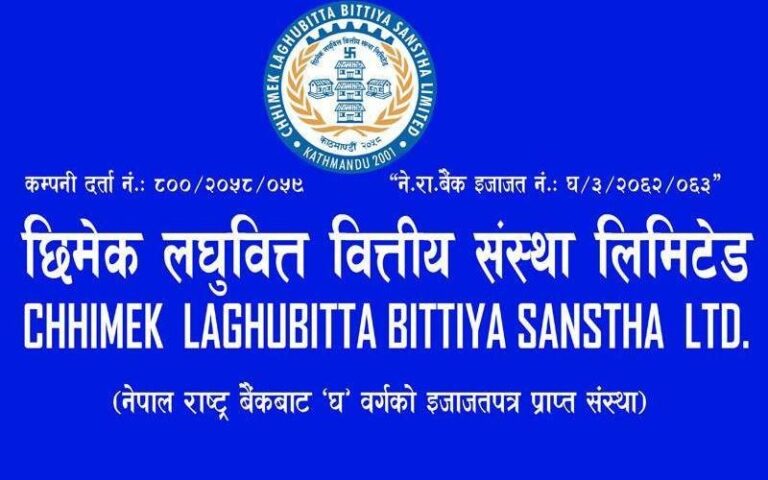 CHHIMEK LAGHUBITTA BITTIYA SANSTHA LIMITED
छिमेक लघुवित्त वित्तीय संस्था लिमिटेड
काठमाण्डौं २०५८
KATHMANDU 2001
कम्पनी दर्ता नं.: ८००/२०५८/०५९ “ने.रा.बैंक इजाजत नं.: घ/३/२०६२/०६३”
छिमेक लघुवित्त वित्तीय संस्था लिमिटेड
CHHIMEK LAGHUBITTA BITTIYA SANSTHA LTD.
(नेपाल राष्ट्र बैंकबाट ‘घ’ वर्गको इजाजतपत्र प्राप्त संस्था)